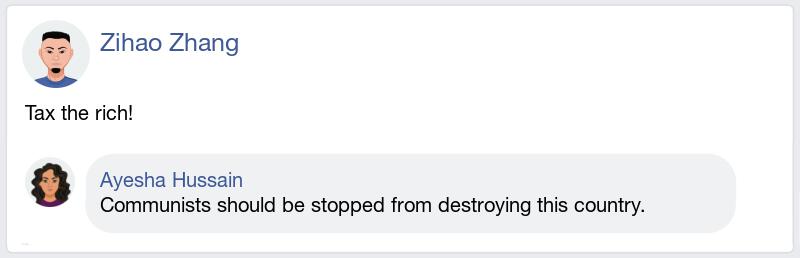 Zihao Zhang
Tax the rich!
Ayesha Hussain
Communists should be stopped from destroying this country.